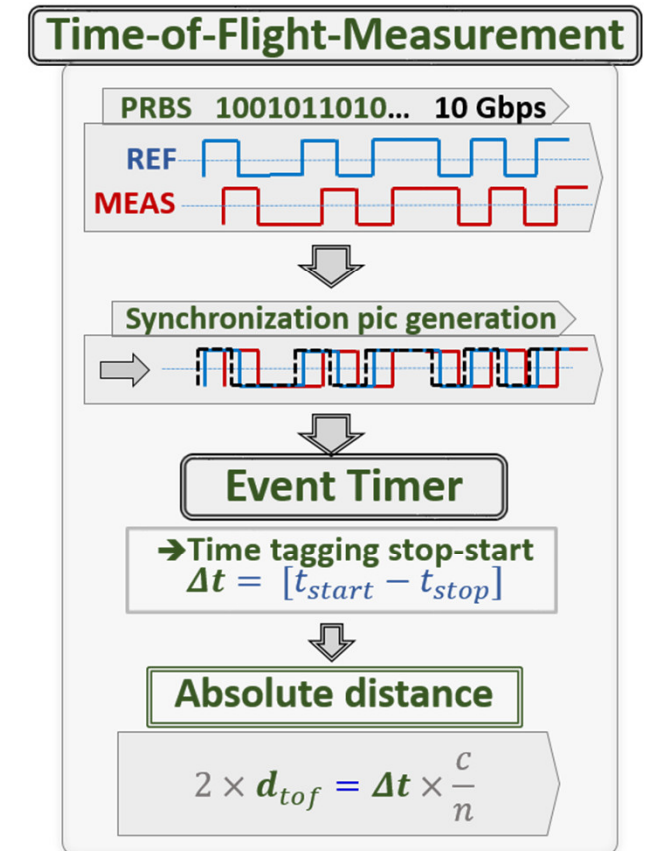 Time-of-Flight-Measurement
PRBS 1001011010... 10 Gbps
REF
MEAS
Synchronization pic generation
Event Timer
➔Time tagging stop-start
Δt = [t_start − t_stop]
Absolute distance
2 × d_tof = Δt × c/n